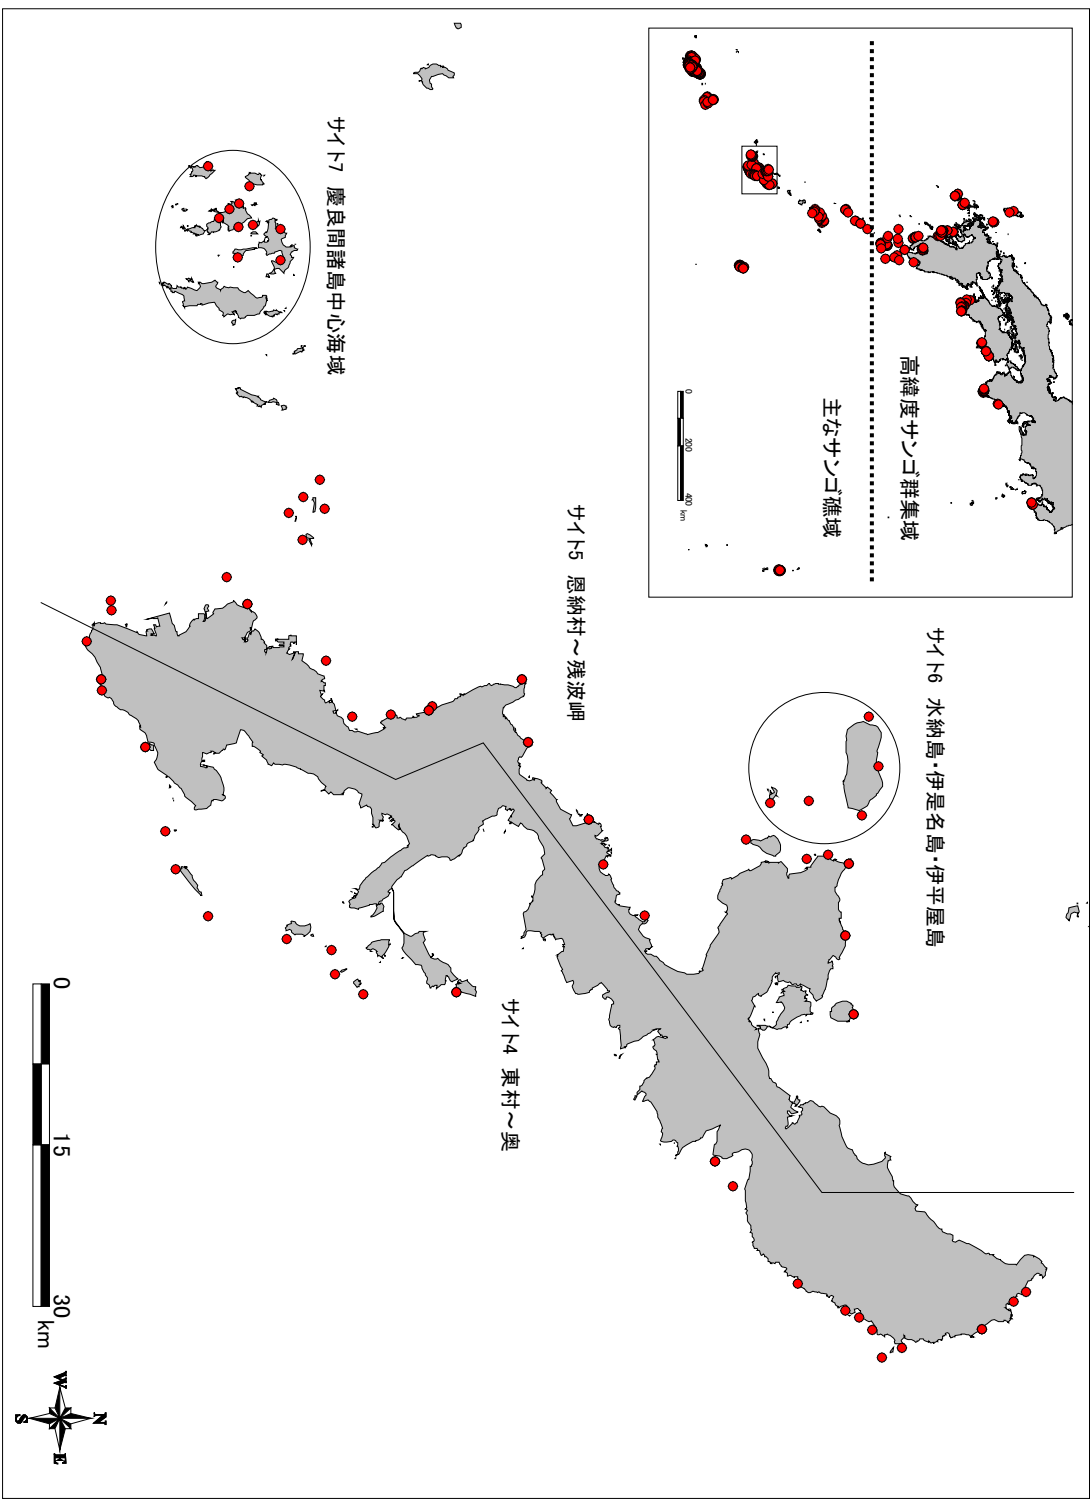 高緯度サンゴ群集域
主なサンゴ礁域
0 200 400
km
サイト6 水納島・伊是名島・伊平屋島
サイト5 恩納村～残波岬
サイト7 慶良間諸島中心海域
サイト4 東村～奥
0 15 30
km
N
W E
S